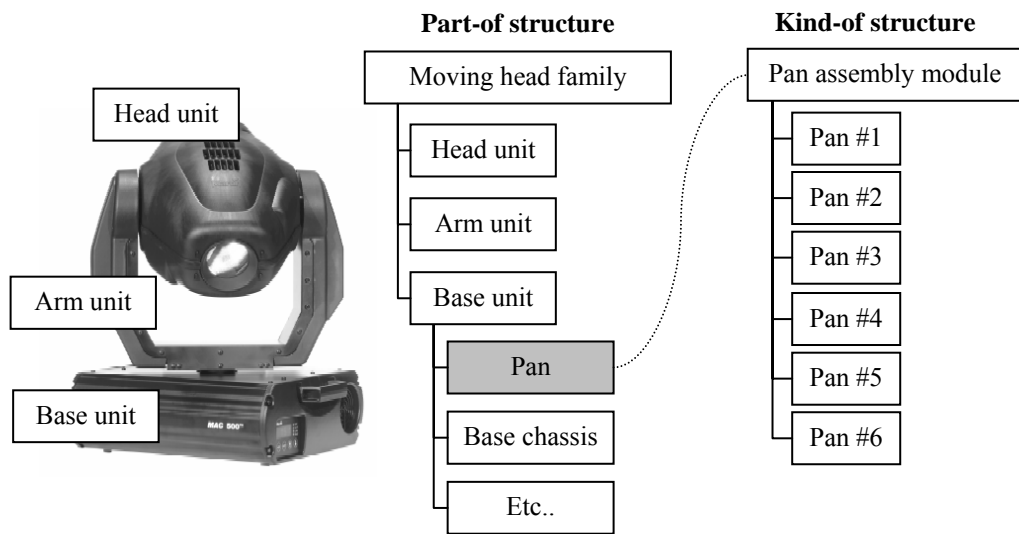 Part-of structure
Kind-of structure
Head unit
Arm unit
Base unit
Moving head family
Head unit
Arm unit
Base unit
Pan
Base chassis
Etc..
Pan assembly module
Pan #1
Pan #2
Pan #3
Pan #4
Pan #5
Pan #6